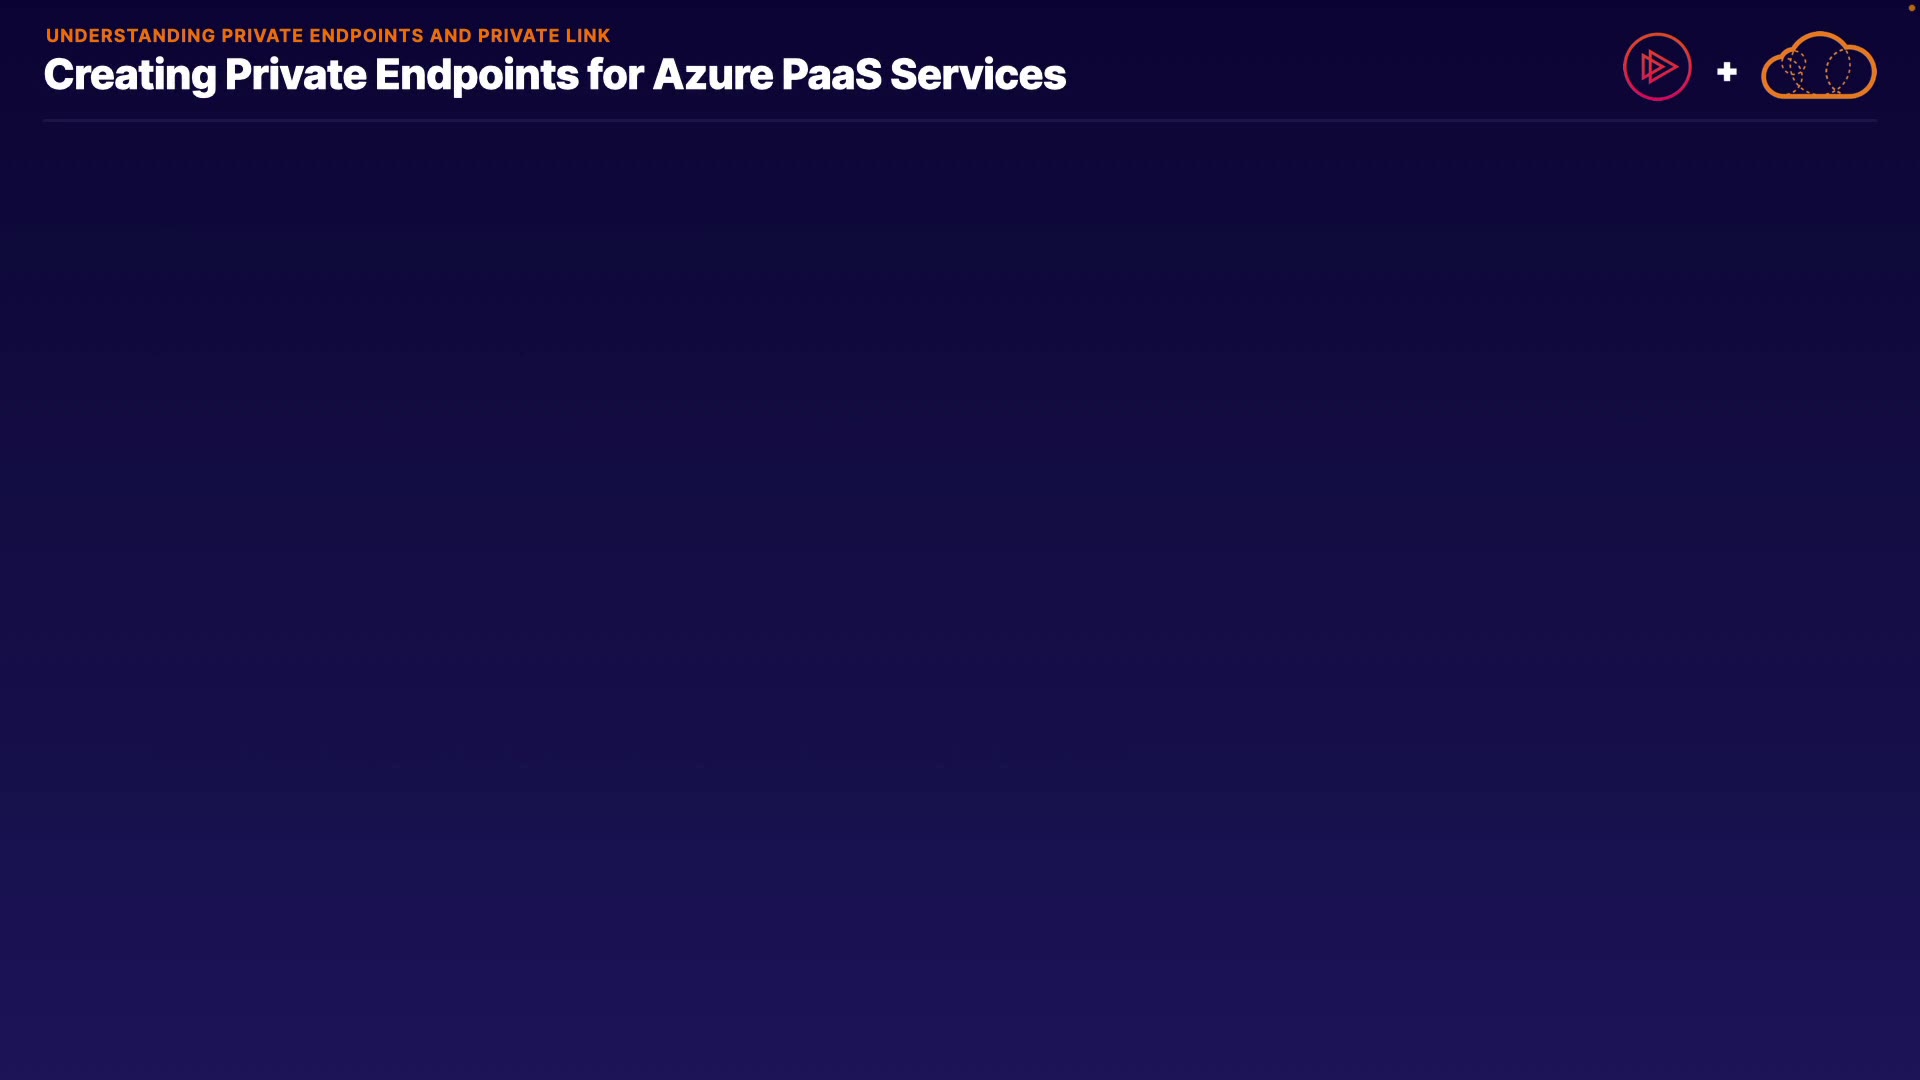 UNDERSTANDING PRIVATE ENDPOINTS AND PRIVATE LINK
Creating Private Endpoints for Azure PaaS Services
+